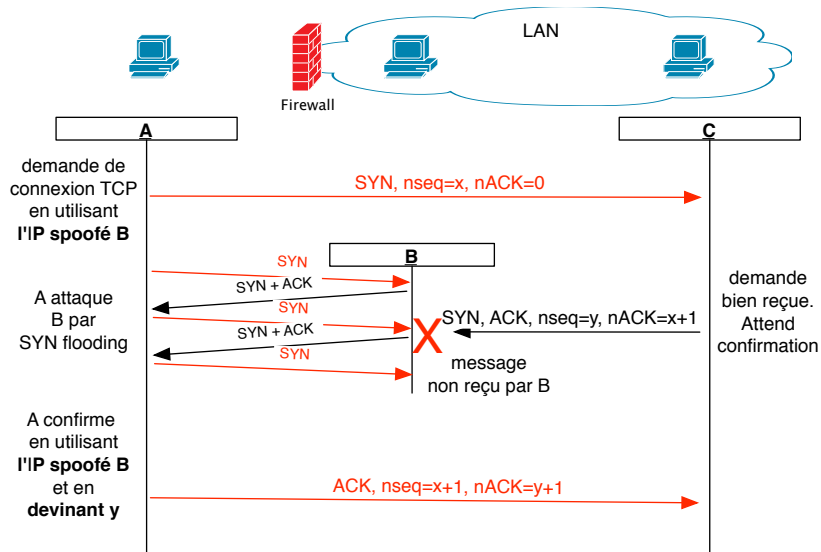 LAN
Firewall
A
C
demande de
connexion TCP
en utilisant
l'IP spoofé B
SYN, nseq=x, nACK=0
B
SYN
SYN + ACK
SYN
SYN + ACK
SYN
A attaque
B par
SYN flooding
SYN, ACK, nseq=y, nACK=x+1
X
message
non reçu par B
demande
bien reçue.
Attend
confirmation
A confirme
en utilisant
l'IP spoofé B
et en
devinant y
ACK, nseq=x+1, nACK=y+1